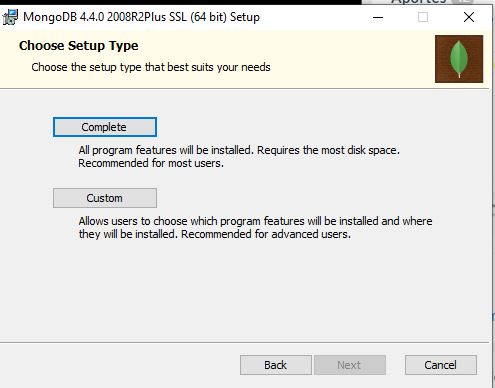 Aportes 12
MongoDB 4.4.0 2008R2Plus SSL (64 bit) Setup
Choose Setup Type
Choose the setup type that best suits your needs
Complete
All program features will be installed. Requires the most disk space.
Recommended for most users.
Custom
Allows users to choose which program features will be installed and where
they will be installed. Recommended for advanced users.
Back Next Cancel